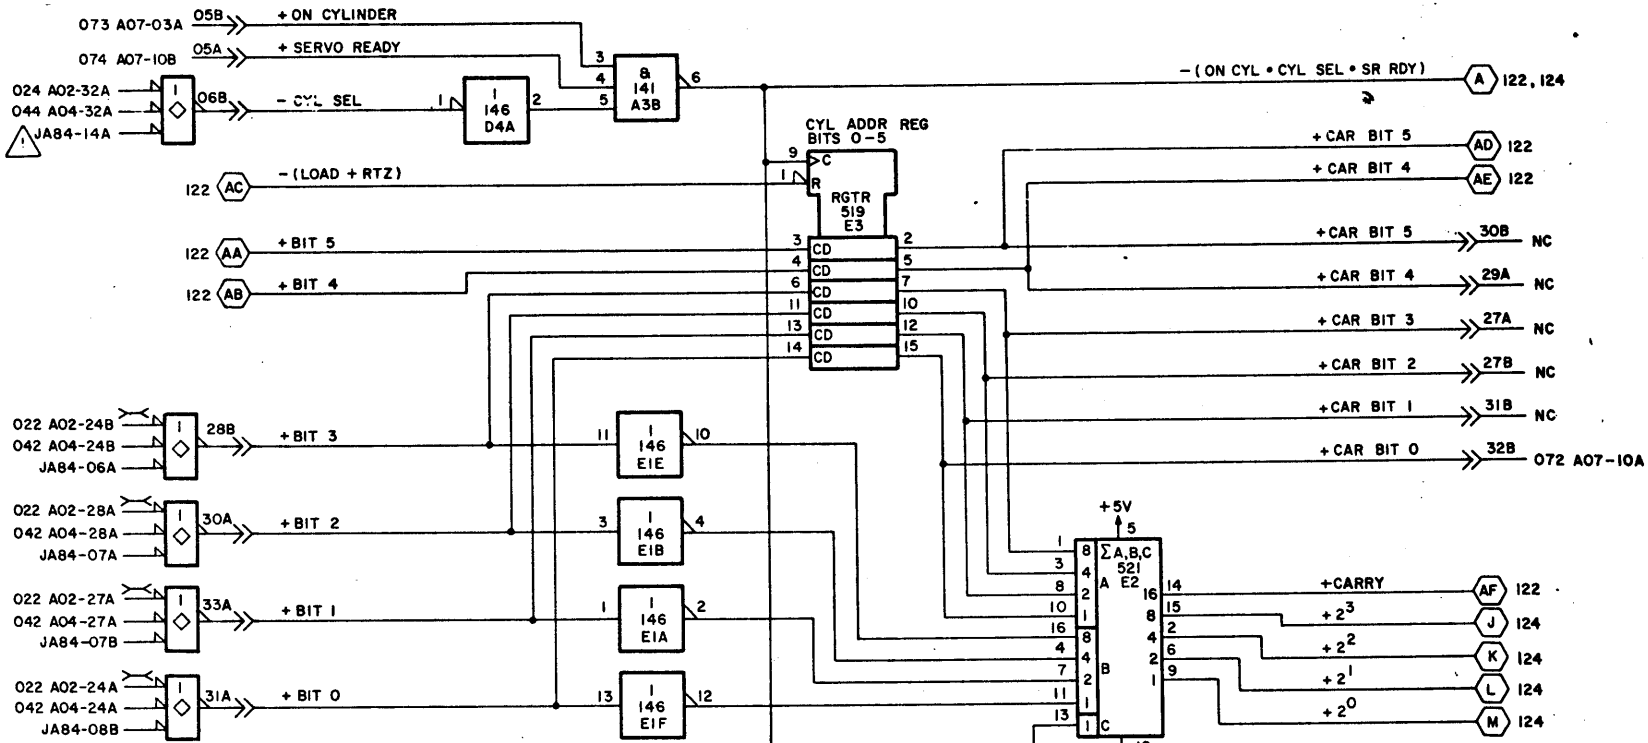 073 A07-03A 05B + ON CYLINDER
074 A07-10B 05A + SERVO READY
3
4
5
&
141
A3B
6
-(ON CYL • CYL SEL • SR RDY) A 122, 124
024 A02-32A
044 A04-32A
JA84-14A
!
1
06B - CYL SEL
1
1
146
D4A
2
CYL ADDR REG
BITS 0-5
9 C
1 R
RGTR
519
E3
122 AC -(LOAD + RTZ)
+ CAR BIT 5 AD 122
+ CAR BIT 4 AE 122
122 AA + BIT 5
122 AB + BIT 4
3 CD 2
4 CD 5
6 CD 7
11 CD 10
13 CD 12
14 CD 15
+ CAR BIT 5 30B NC
+ CAR BIT 4 29A NC
+ CAR BIT 3 27A NC
+ CAR BIT 2 27B NC
+ CAR BIT 1 31B NC
+ CAR BIT 0 32B 072 A07-10A
022 A02-24B
042 A04-24B
JA84-06A
1
28B + BIT 3
11
1
146
E1E
10
022 A02-28A
042 A04-28A
JA84-07A
1
30A + BIT 2
3
1
146
E1B
4
022 A02-27A
042 A04-27A
JA84-07B
1
33A + BIT 1
1
1
146
E1A
2
022 A02-24A
042 A04-24A
JA84-08B
1
31A + BIT 0
13
1
146
E1F
12
+5V
5
Σ A,B,C
521
E2
1 8
3 4
A
8 2
10 1
16 8
4 4
B
7 2
11 1
13 1 C
16 14 +CARRY AF 122
8 15 +2³ J 124
4 2 +2² K 124
2 6 +2¹ L 124
1 9 +2⁰ M 124